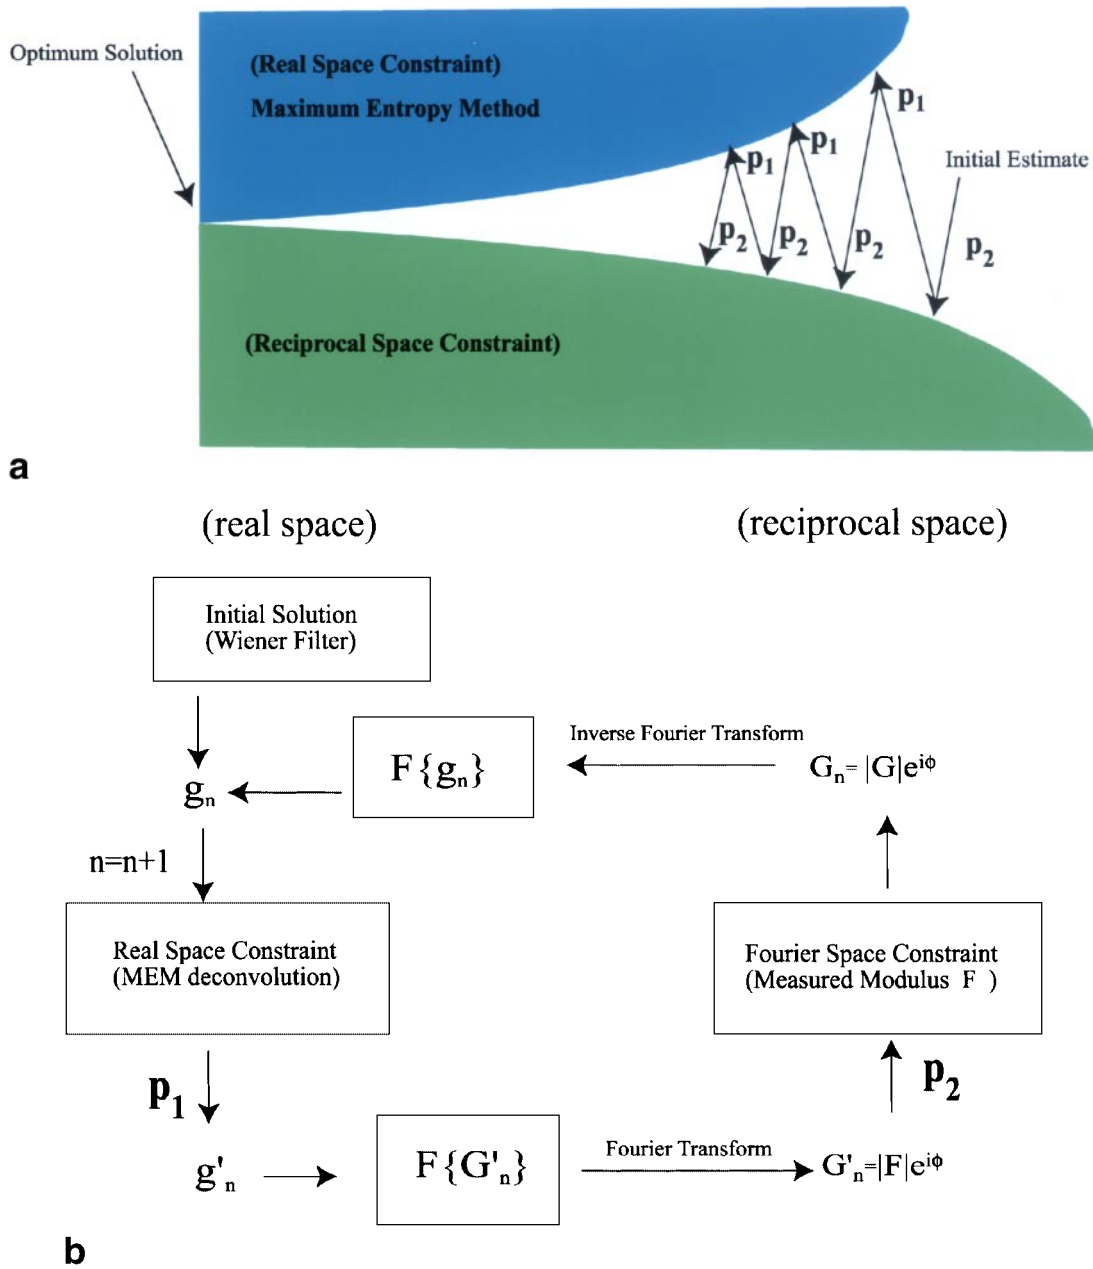 Optimum Solution
(Real Space Constraint)
Maximum Entropy Method
p1
p1
p1
Initial Estimate
p2
p2
p2
p2
(Reciprocal Space Constraint)
a
(real space)
(reciprocal space)
Initial Solution
(Wiener Filter)
F{gn}
Inverse Fourier Transform
Gn= |G|eiϕ
gn
n=n+1
Real Space Constraint
(MEM deconvolution)
Fourier Space Constraint
(Measured Modulus F )
p1
p2
g'n
F{G'n}
Fourier Transform
G'n=|F|eiϕ
b